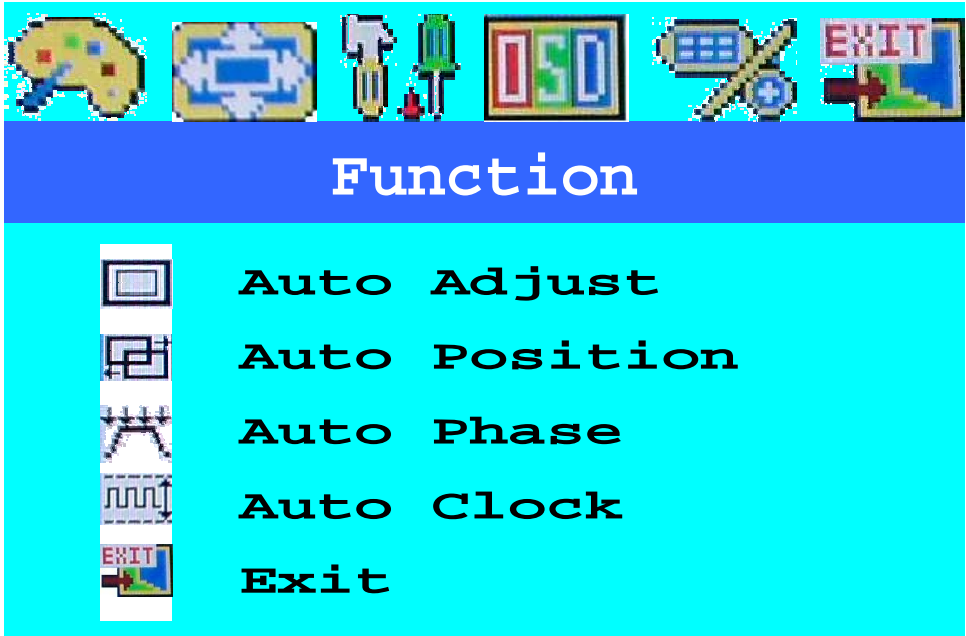 OSD EXIT
Function
Auto Adjust
Auto Position
Auto Phase
Auto Clock
EXIT Exit